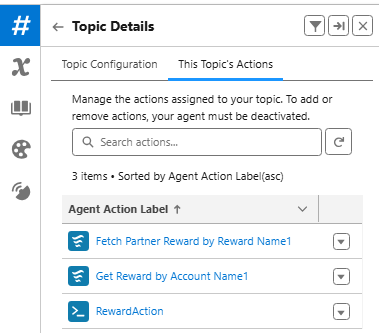 Topic Details
Topic Configuration
This Topic's Actions
Manage the actions assigned to your topic. To add or
remove actions, your agent must be deactivated.
Search actions...
3 items • Sorted by Agent Action Label(asc)
Agent Action Label ↑
Fetch Partner Reward by Reward Name1
Get Reward by Account Name1
RewardAction